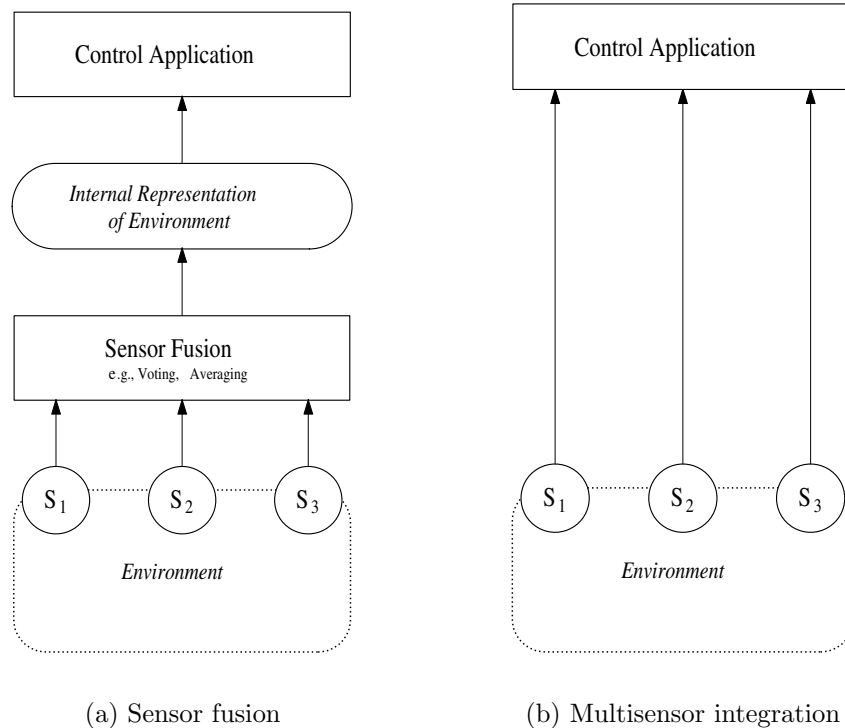 Control Application
Internal Representation
of Environment
Sensor Fusion
e.g., Voting, Averaging
S1 S2 S3
Environment
(a) Sensor fusion
Control Application
S1 S2 S3
Environment
(b) Multisensor integration